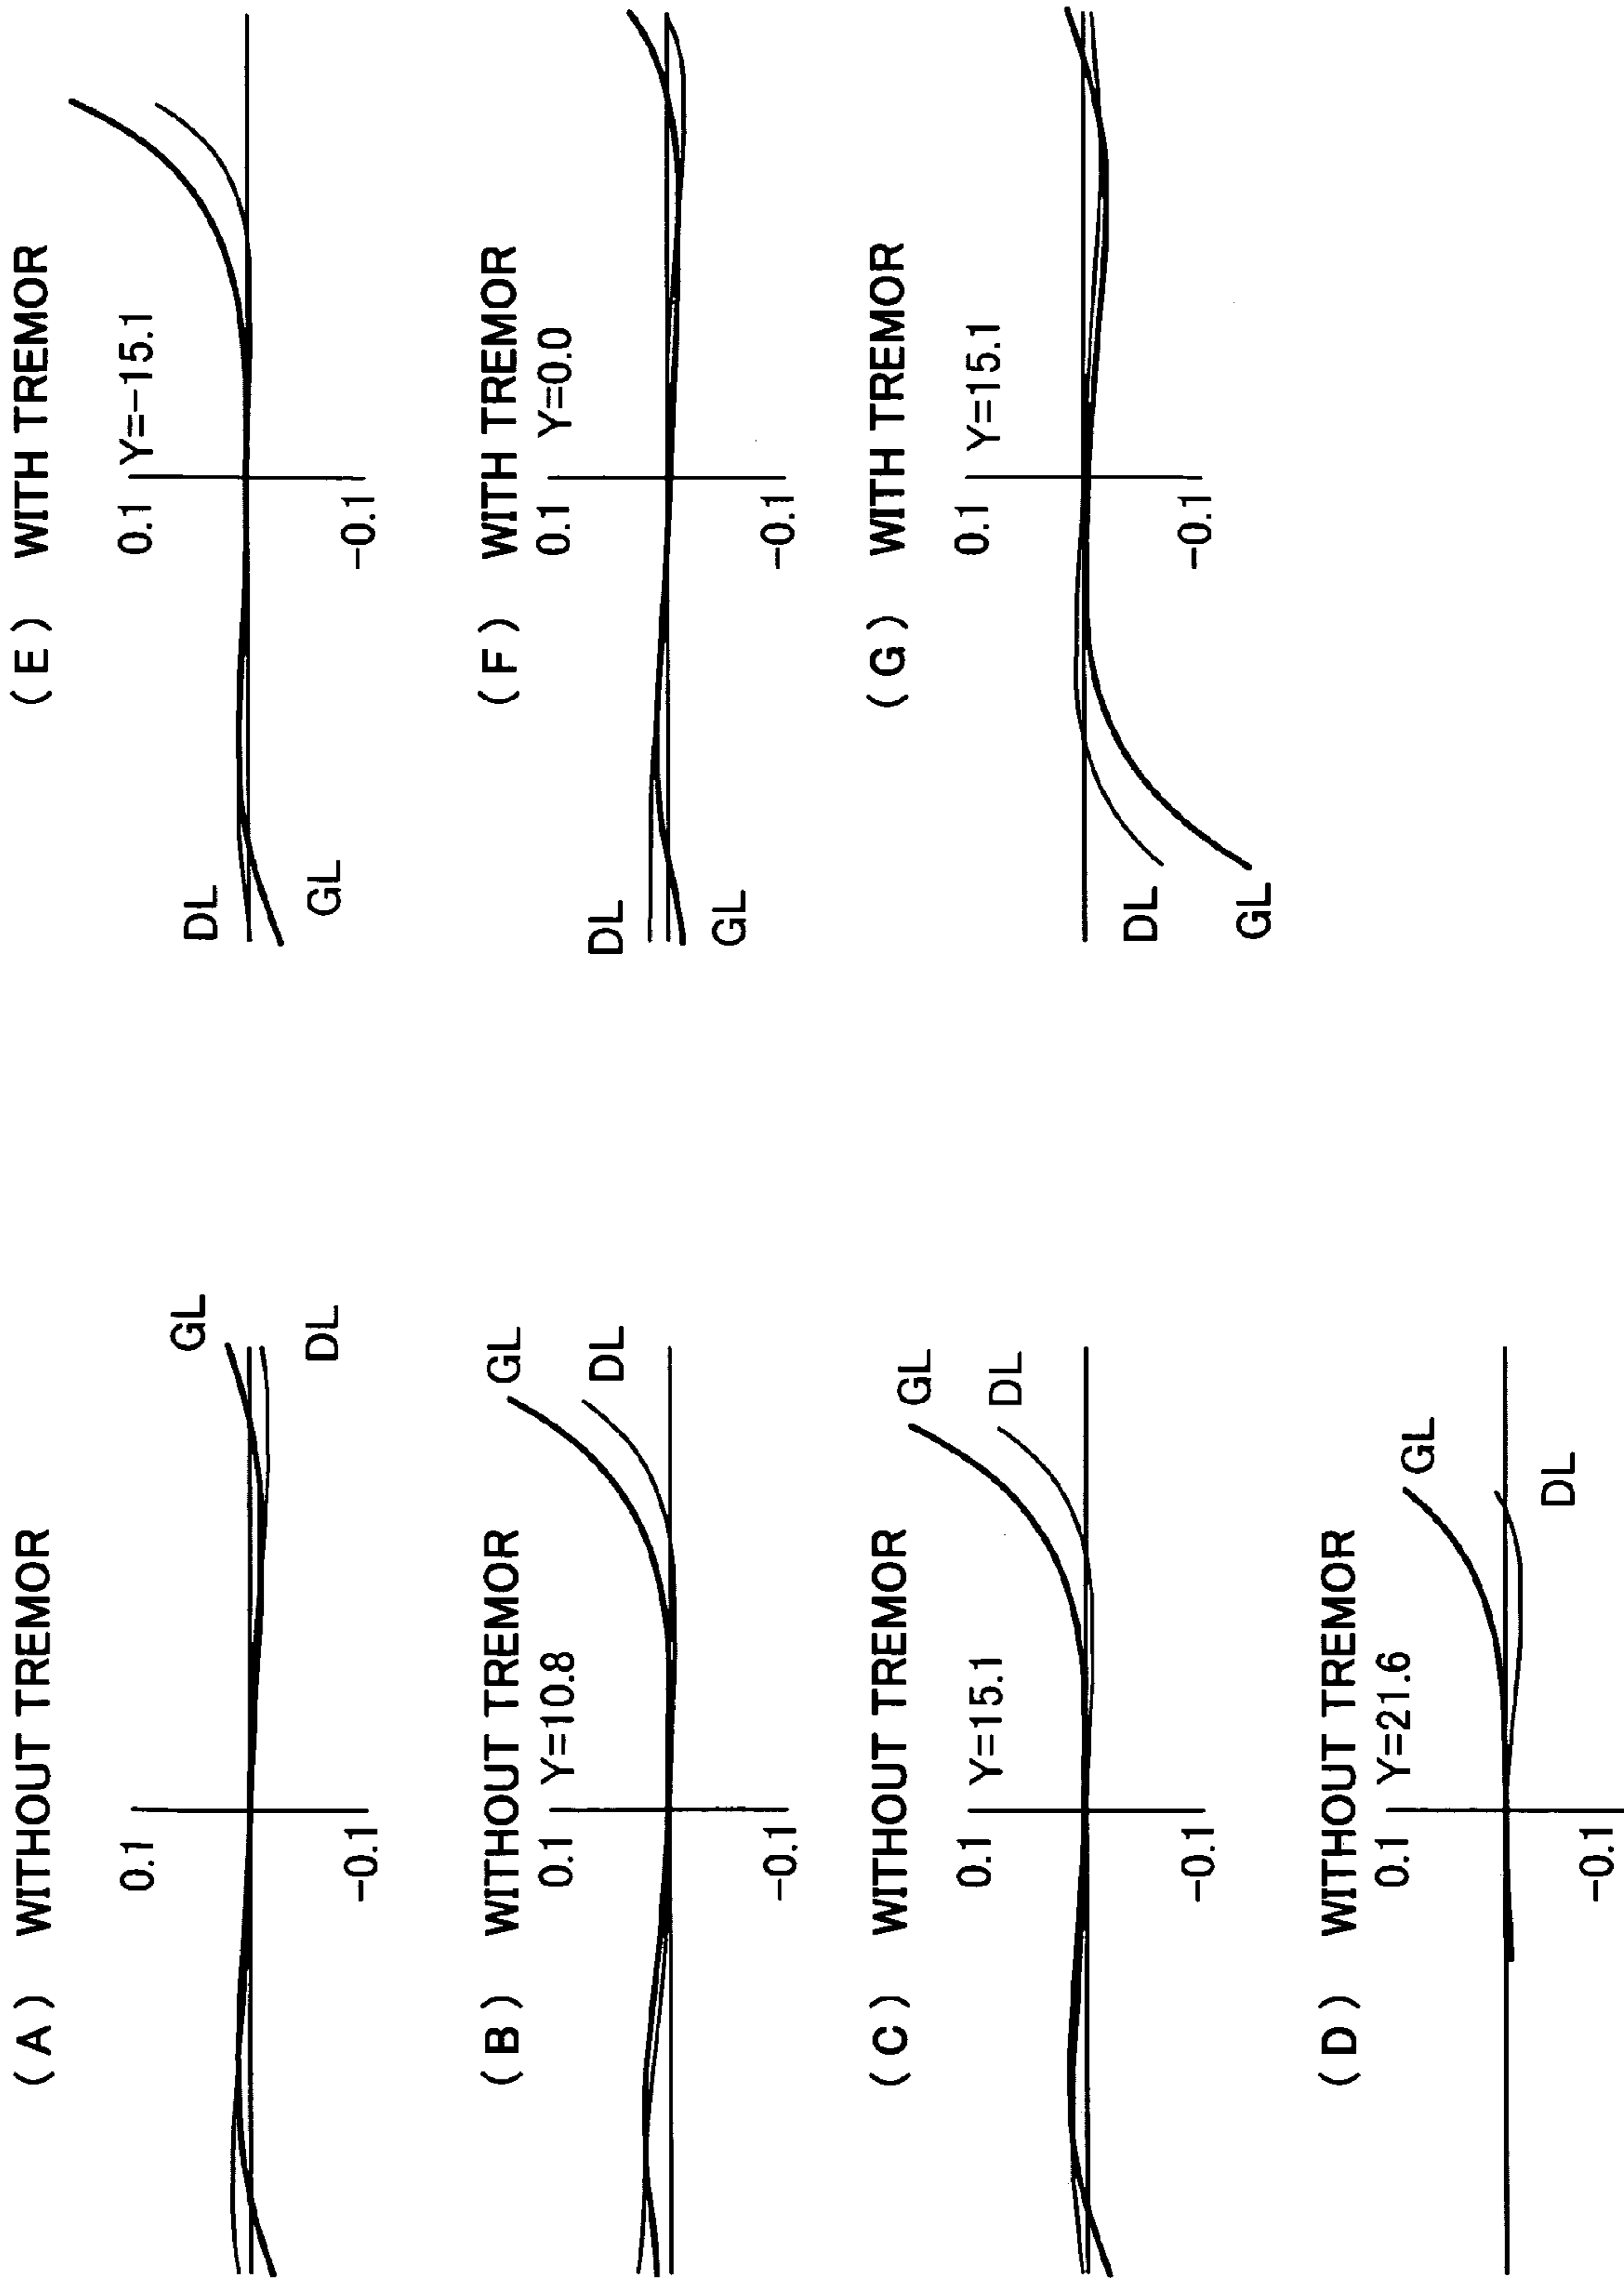 (A) WITHOUT TREMOR
0.1
GL
DL
-0.1
(B) WITHOUT TREMOR
0.1
Y=10.8
GL
DL
-0.1
(C) WITHOUT TREMOR
0.1
Y=15.1
GL
DL
-0.1
(D) WITHOUT TREMOR
0.1
Y=21.6
GL
DL
-0.1
(E) WITH TREMOR
0.1
Y=-15.1
DL
GL
-0.1
(F) WITH TREMOR
0.1
Y=0.0
DL
GL
-0.1
(G) WITH TREMOR
0.1
Y=15.1
DL
GL
-0.1